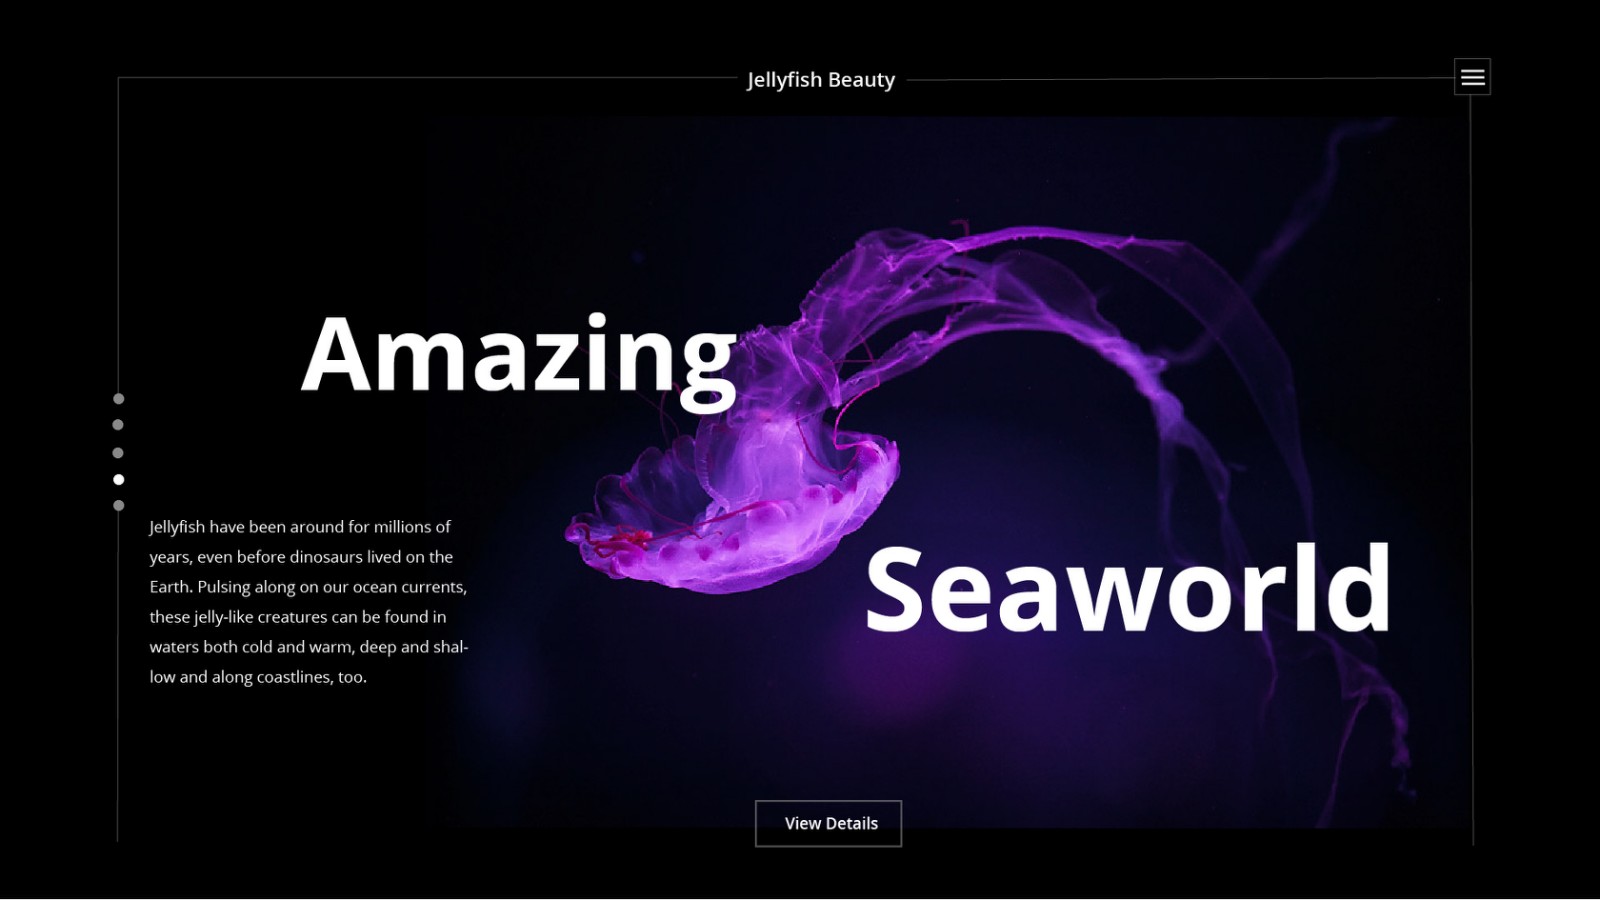 Jellyfish Beauty
Amazing
Seaworld
Jellyfish have been around for millions of
years, even before dinosaurs lived on the
Earth. Pulsing along on our ocean currents,
these jelly-like creatures can be found in
waters both cold and warm, deep and shal-
low and along coastlines, too.
View Details